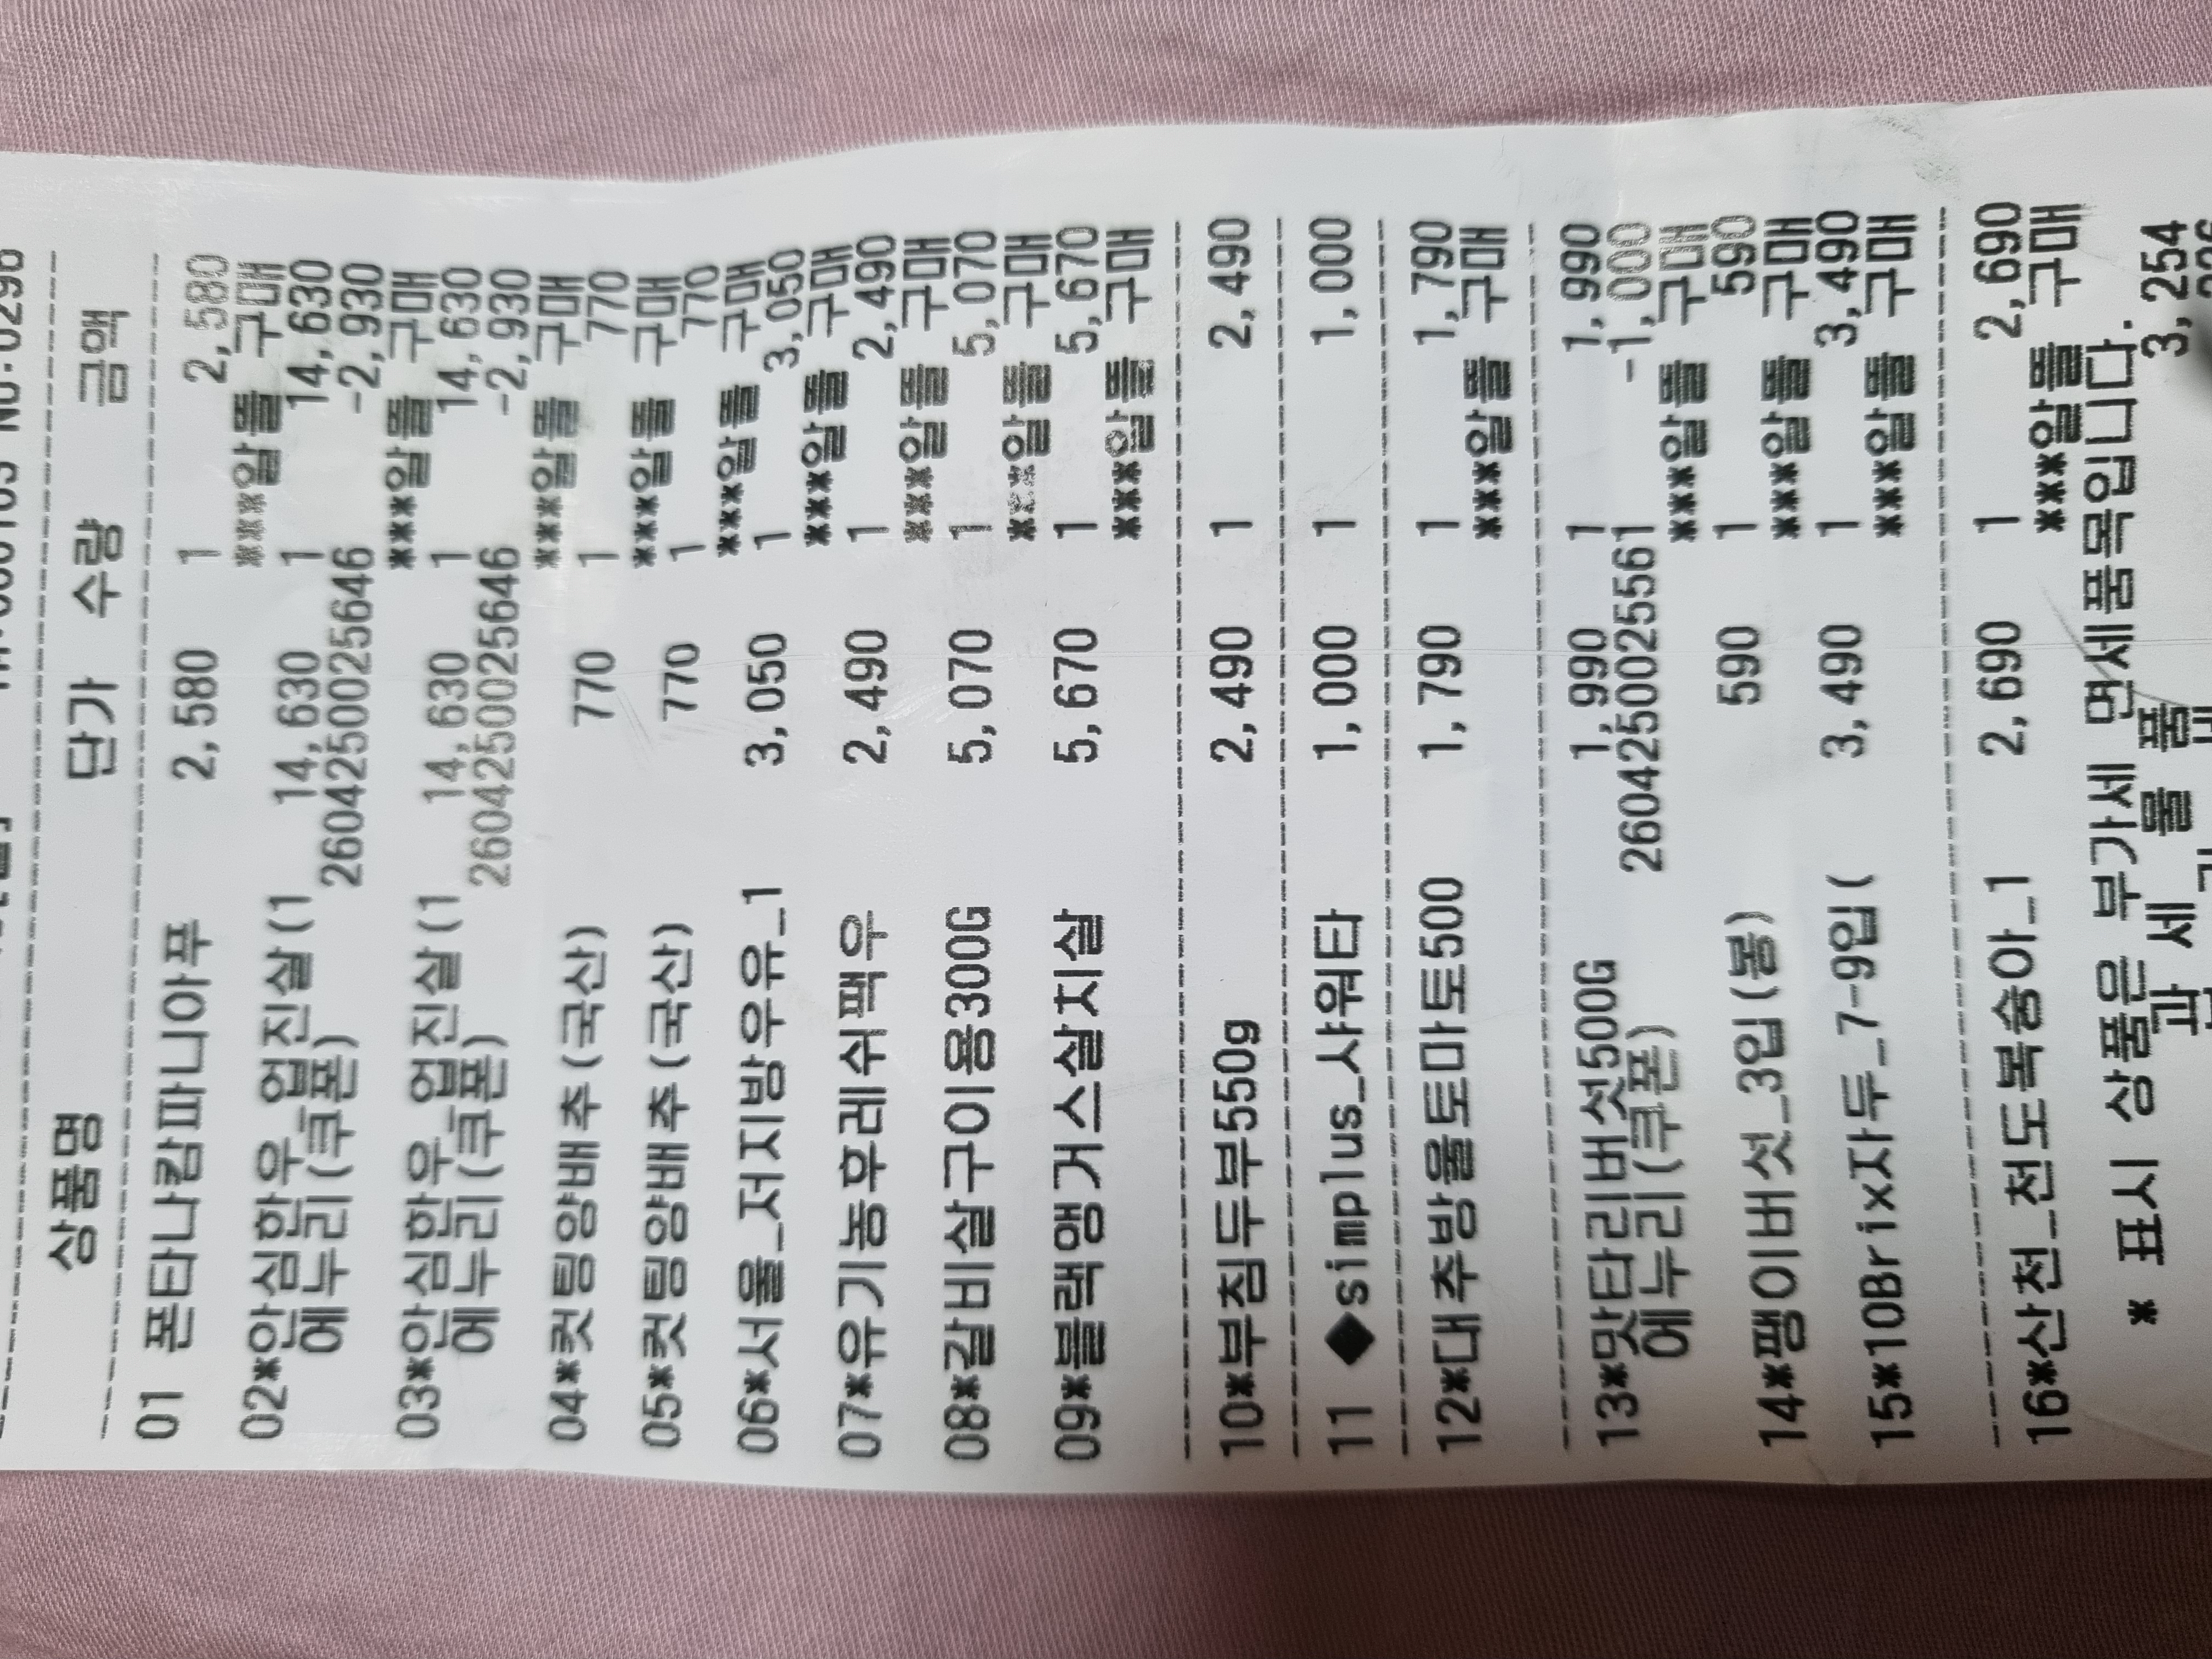 상품명 단가 수량 금액
01 폰타나캄파니아푸 2,580 1 2,580
***알뜰 구매
02*안심한우_업진살(1 14,630 1 14,630
에누리(쿠폰) 2604250025646 -2,930
***알뜰 구매
03*안심한우_업진살(1 14,630 1 14,630
에누리(쿠폰) 2604250025646 -2,930
***알뜰 구매
04*컷팅양배추(국산) 770 1 770
***알뜰 구매
05*컷팅양배추(국산) 770 1 770
***알뜰 구매
06*서울_저지방우유_1 3,050 1 3,050
***알뜰 구매
07*유기농후레쉬팩우 2,490 1 2,490
***알뜰 구매
08*갈비살구이용300G 5,070 1 5,070
***알뜰 구매
09*블랙앵거스살치살 5,670 1 5,670
***알뜰 구매
10*부침두부550g 2,490 1 2,490
11 ◆simplus_샤워타 1,000 1 1,000
12*대추방울토마토500 1,790 1 1,790
***알뜰 구매
13*맛타리버섯500G 1,990 1 1,990
에누리(쿠폰) 2604250025561 -1,000
***알뜰 구매
14*팽이버섯_3입(봉) 590 1 590
***알뜰 구매
15*10Brix자두_7-9입( 3,490 1 3,490
***알뜰 구매
16*산천_천도복숭아_1 2,690 1 2,690
***알뜰 구매
* 표시 상품은 부가세 면세품목입니다.
과 세 물 품 3,254